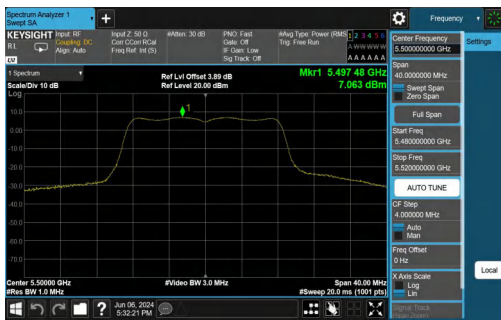 Spectrum Analyzer 1
Swept SA
Frequency
KEYSIGHT
RL
LXI
Input: RF
Coupling: DC
Align: Auto
Input Z: 50 Ω
Corr CCorr RCal
Freq Ref: Int (S)
#Atten: 30 dB
PNO: Fast
Gate: Off
IF Gain: Low
Sig Track: Off
#Avg Type: Power (RMS)
Trig: Free Run
1 2 3 4 5 6
A W W W W W
A A A A A A
1 Spectrum
Scale/Div 10 dB
Log
Ref Lvl Offset 3.89 dB
Ref Level 20.00 dBm
Mkr1 5.497 48 GHz
7.063 dBm
1
10.0
0.00
-10.0
-20.0
-30.0
-40.0
-50.0
-60.0
-70.0
Center 5.50000 GHz
#Res BW 1.0 MHz
#Video BW 3.0 MHz
Span 40.00 MHz
#Sweep 20.0 ms (1001 pts)
Jun 06, 2024
5:32:21 PM
Center Frequency
5.500000000 GHz
Span
40.0000000 MHz
Swept Span
Zero Span
Full Span
Start Freq
5.480000000 GHz
Stop Freq
5.520000000 GHz
AUTO TUNE
CF Step
4.000000 MHz
Auto
Man
Freq Offset
0 Hz
X Axis Scale
Log
Lin
Signal Track
Settings
Local